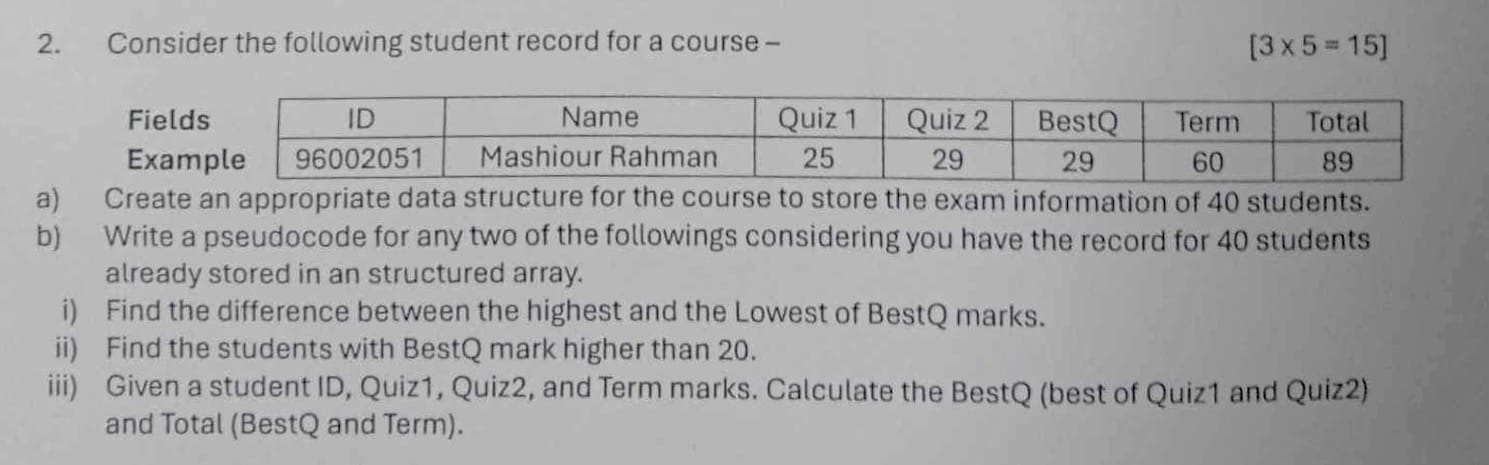 2. Consider the following student record for a course – [3 x 5 = 15]
Fields ID Name Quiz 1 Quiz 2 BestQ Term Total
Example 96002051 Mashiour Rahman 25 29 29 60 89
a) Create an appropriate data structure for the course to store the exam information of 40 students.
b) Write a pseudocode for any two of the followings considering you have the record for 40 students
already stored in an structured array.
i) Find the difference between the highest and the Lowest of BestQ marks.
ii) Find the students with BestQ mark higher than 20.
iii) Given a student ID, Quiz1, Quiz2, and Term marks. Calculate the BestQ (best of Quiz1 and Quiz2)
and Total (BestQ and Term).